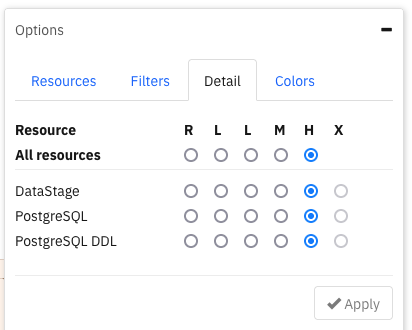 Options
Resources Filters Detail Colors
Resource R L L M H X
All resources
DataStage
PostgreSQL
PostgreSQL DDL
Apply